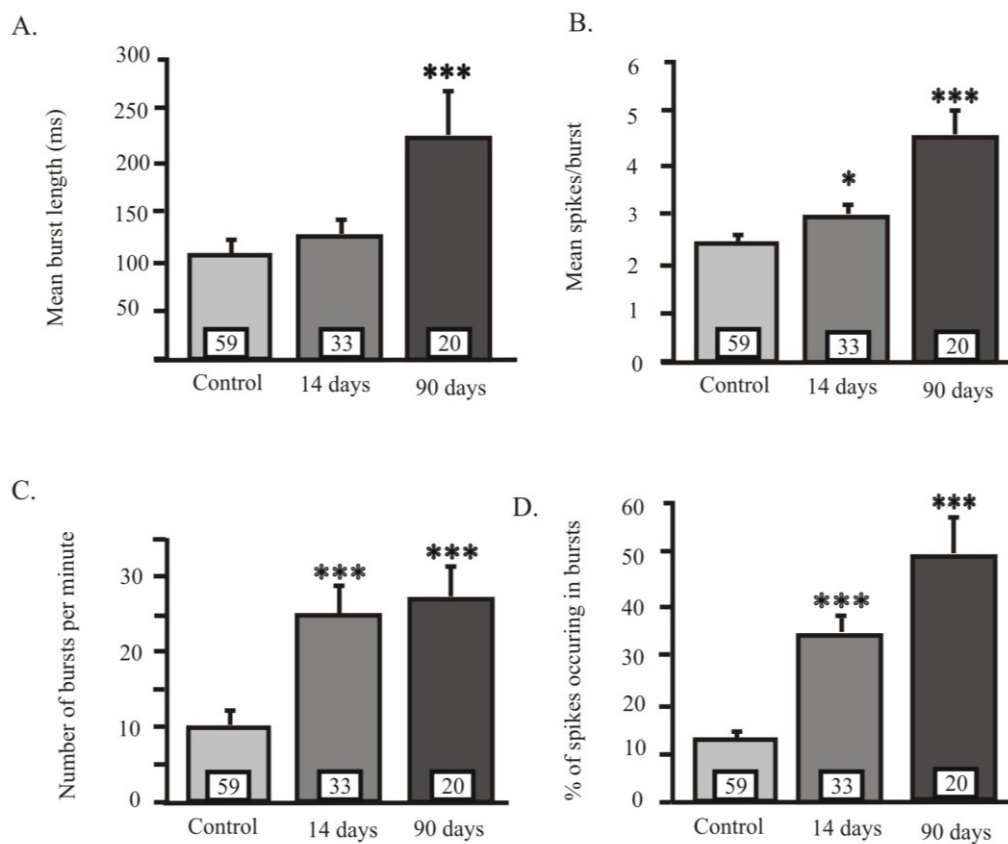 A.
Mean burst length (ms)
300
250
200
150
100
50
***
59
33
20
Control
14 days
90 days
B.
Mean spikes/burst
6
5
4
3
2
1
0
*
***
59
33
20
Control
14 days
90 days
C.
Number of bursts per minute
30
20
10
0
***
***
59
33
20
Control
14 days
90 days
D.
% of spikes occuring in bursts
60
50
40
30
20
10
0
***
***
59
33
20
Control
14 days
90 days